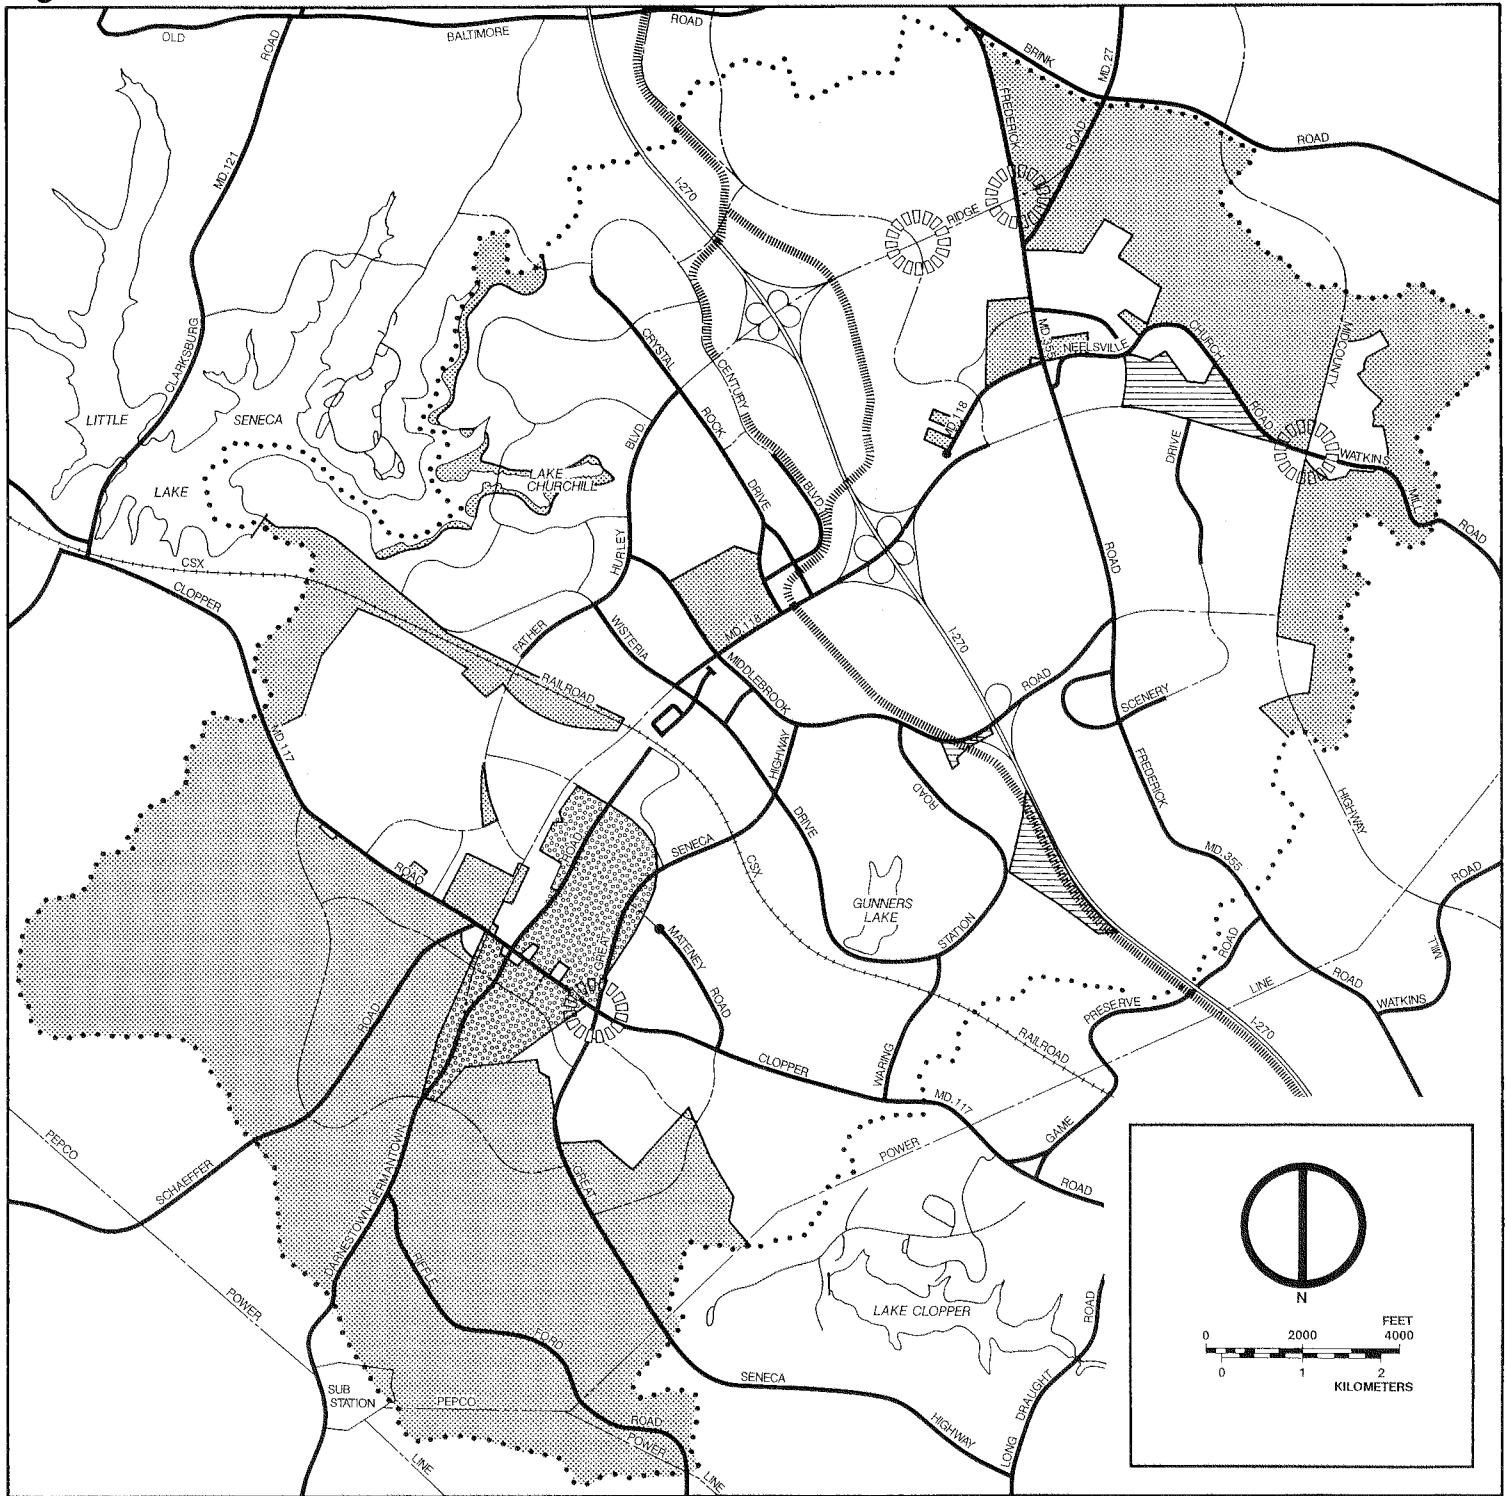 OLD
BALTIMORE
ROAD
ROAD
MD.121
CLARKSBURG
BRINK
MD.27
ROAD
FREDERICK
ROAD
I-270
RIDGE
MIDCOUNTY
CHURCH
NEELSVILLE
ROAD
WATKINS
MILL
ROAD
CRYSTAL
ROCK
DRIVE
CENTURY
BLVD.
BLVD.
MD.118
DRIVE
LITTLE
SENECA
LAKE
LAKE
CHURCHILL
HURLEY
CSX
CLOPPER
FATHER
WISTERIA
MD.118
MIDDLEBROOK
RAILROAD
I-270
ROAD
ROAD
SCENERY
FREDERICK
HIGHWAY
MD.117
HIGHWAY
DRIVE
ROAD
SENECA
ROAD
CSX
MD.355
ROAD
ROAD
GUNNERS
LAKE
STATION
MATENEY
ROAD
GREAT
ROAD
ROAD
MILL
WATKINS
PRESERVE
LINE
I-270
RAILROAD
ROAD
CLOPPER
WARING
MD.117
GAME
POWER
ROAD
PEPCO
SCHAEFFER
DARNESTOWN-GERMANTOWN
GREAT
RIFFLE
FORD
POWER
LAKE CLOPPER
ROAD
SUB
STATION
PEPCO
SENECA
HIGHWAY
LONG
DRAUGHT
ROAD
POWER
LINE
LINE
N
FEET
0 2000 4000
0 1 2
KILOMETERS